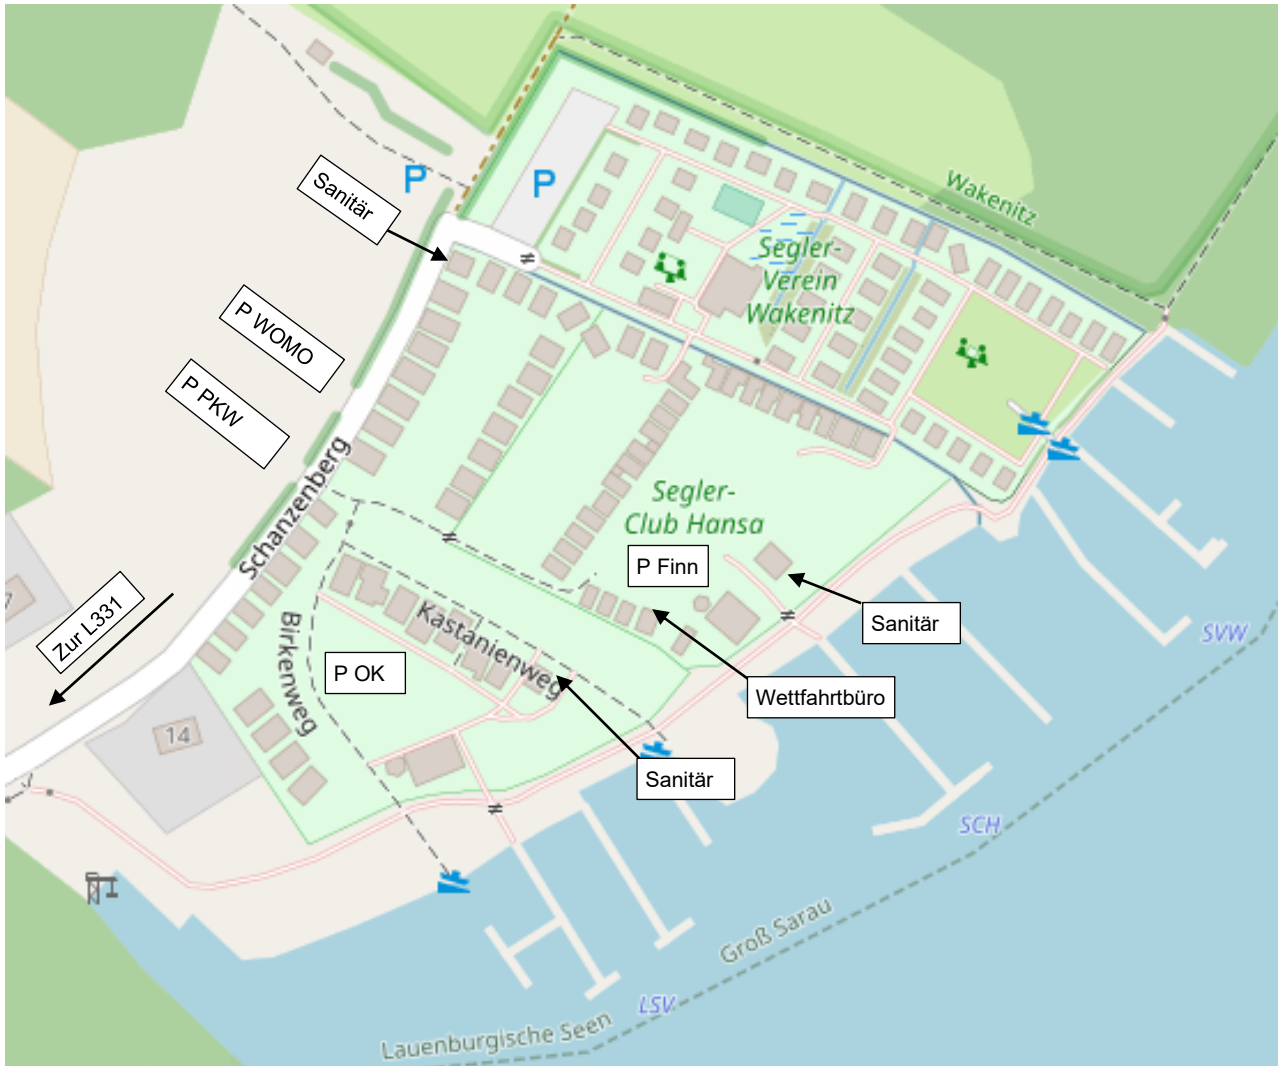 Wakenitz
P
P
Sanitär
Segler-
Verein
Wakenitz
P WOMO
P PKW
Schanzenberg
Segler-
Club Hansa
P Finn
Sanitär
Zur L331
Kastanienweg
Birkenweg
P OK
Wettfahrtbüro
SVW
14
Sanitär
SCH
Groß Sarau
LSV
Lauenburgische Seen
7